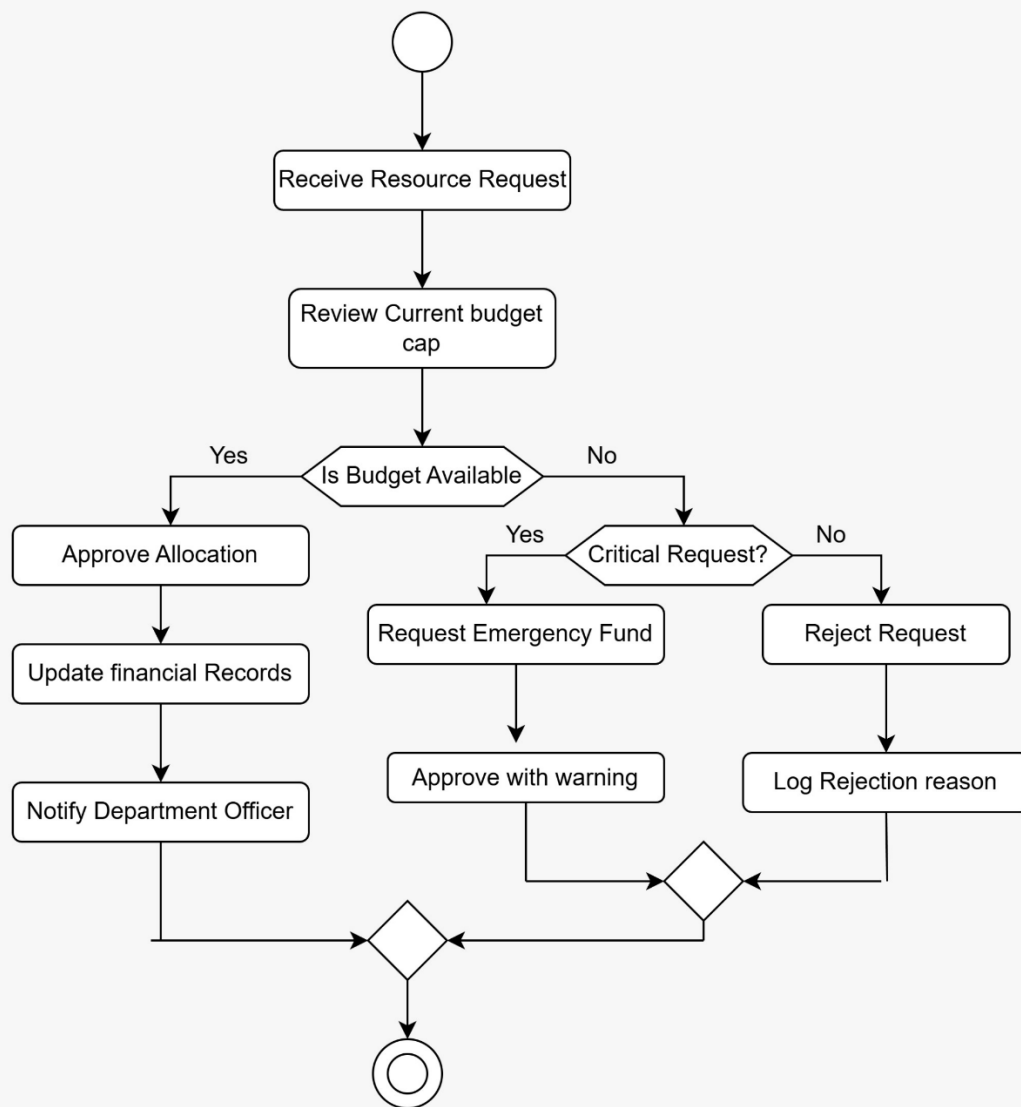 Receive Resource Request
Review Current budget
cap
Yes
Is Budget Available
No
Approve Allocation
Yes
Critical Request?
No
Request Emergency Fund
Reject Request
Update financial Records
Approve with warning
Log Rejection reason
Notify Department Officer